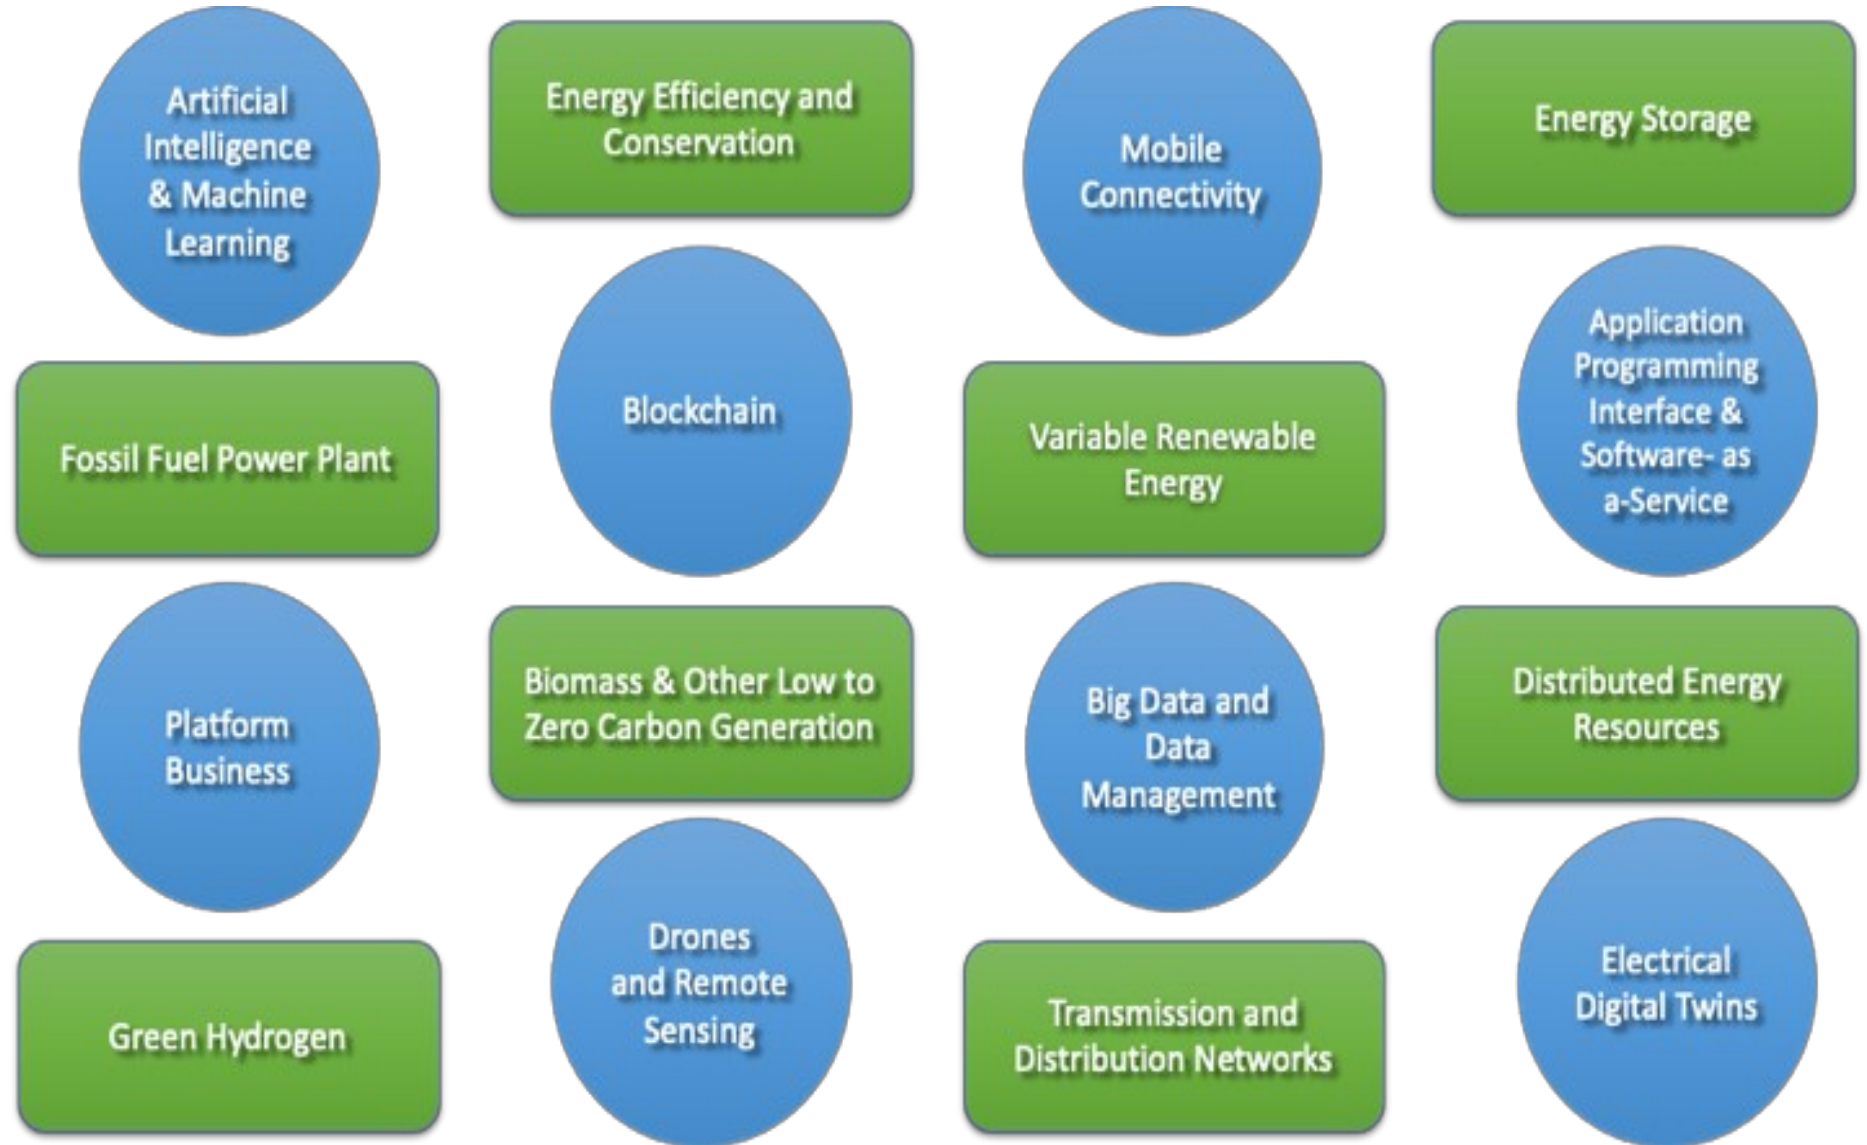 Artificial
Intelligence
& Machine
Learning
Energy Efficiency and
Conservation
Mobile
Connectivity
Energy Storage
Fossil Fuel Power Plant
Blockchain
Variable Renewable
Energy
Application
Programming
Interface &
Software- as
a-Service
Platform
Business
Biomass & Other Low to
Zero Carbon Generation
Big Data and
Data
Management
Distributed Energy
Resources
Green Hydrogen
Drones
and Remote
Sensing
Transmission and
Distribution Networks
Electrical
Digital Twins